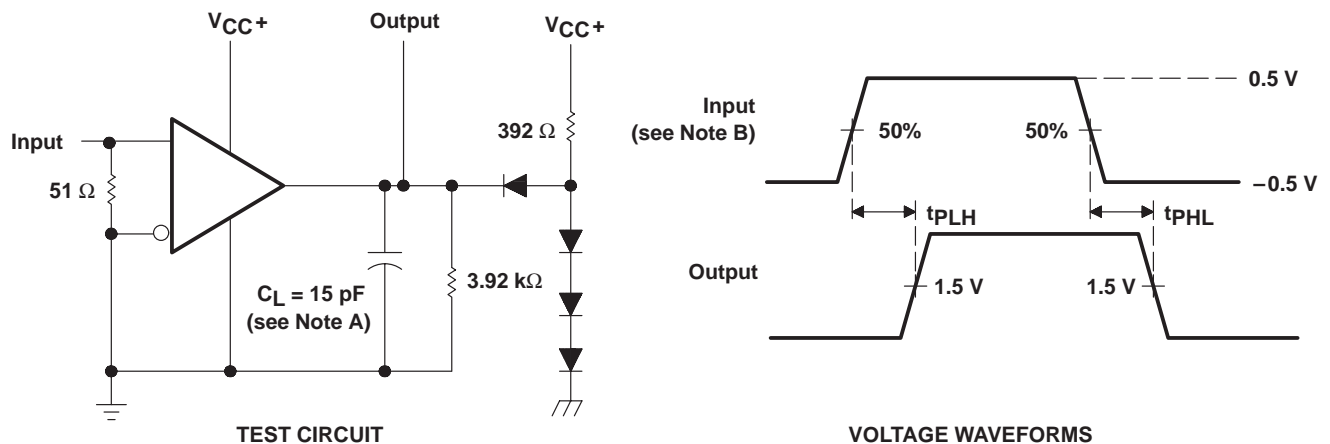 VCC+
Output
VCC+
Input
51 Ω
392 Ω
3.92 kΩ
CL = 15 pF
(see Note A)
TEST CIRCUIT
Input
(see Note B)
50%
50%
0.5 V
−0.5 V
tPLH
tPHL
Output
1.5 V
1.5 V
VOLTAGE WAVEFORMS